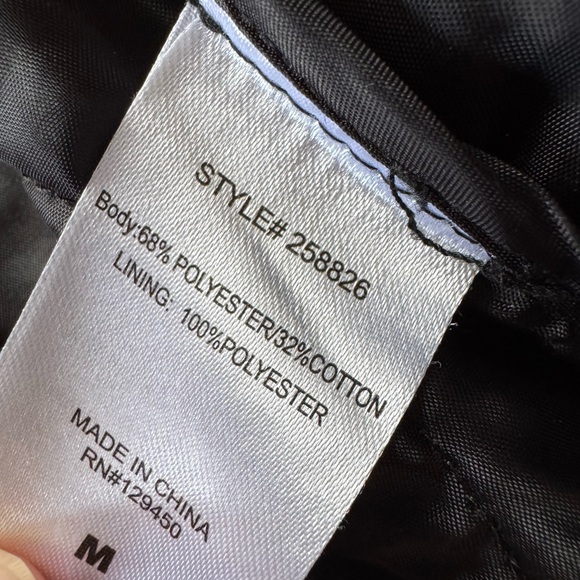 STYLE# 258826
Body:68% POLYESTER/32%COTTON
LINING: 100%POLYESTER
MADE IN CHINA
RN#129450
M